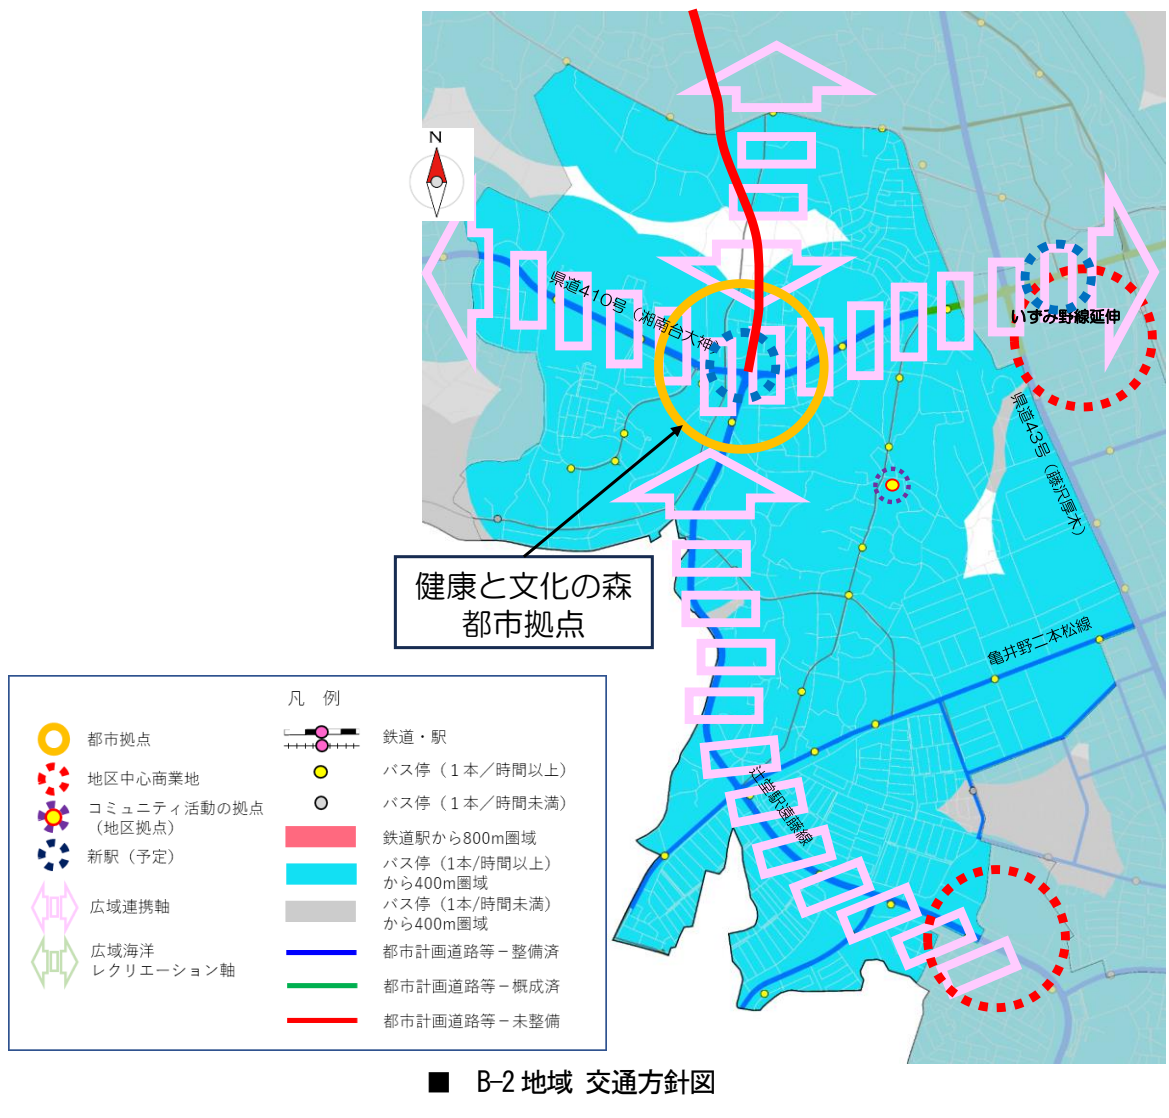 N
県道410号（湘南台大神）
いずみ野線延伸
県道43号（藤沢厚木）
健康と文化の森
都市拠点
亀井野二本松線
辻堂駅遠藤線
凡　例
都市拠点
地区中心商業地
コミュニティ活動の拠点
（地区拠点）
新駅（予定）
広域連携軸
広域海洋
レクリエーション軸
鉄道・駅
バス停（１本／時間以上）
バス停（１本／時間未満）
鉄道駅から800m圏域
バス停（1本/時間以上）
から400m圏域
バス停（1本/時間未満）
から400m圏域
都市計画道路等－整備済
都市計画道路等－概成済
都市計画道路等－未整備
■　B-2地域 交通方針図